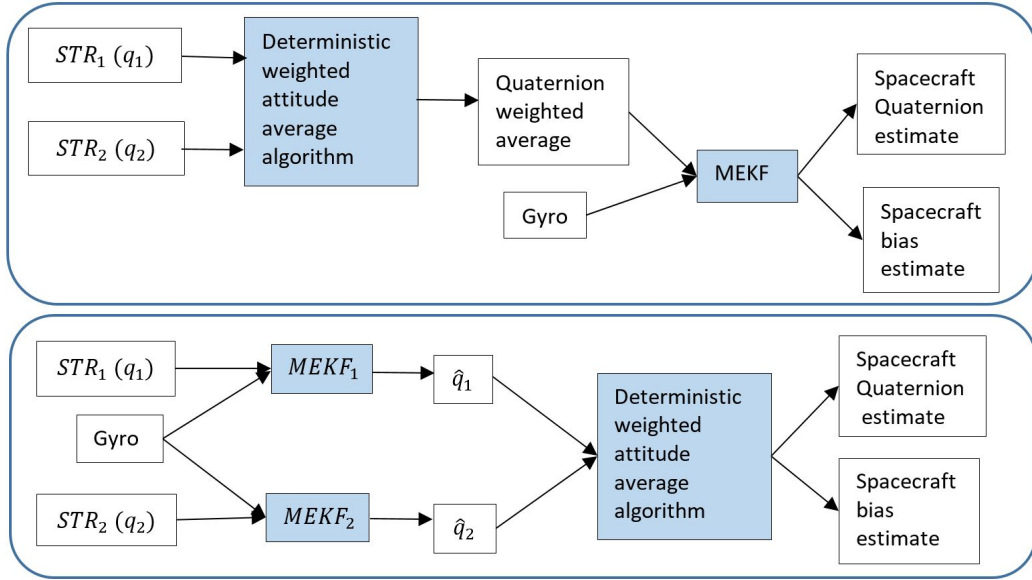 STR₁ (q₁)
STR₂ (q₂)
Deterministic
weighted
attitude
average
algorithm
Quaternion
weighted
average
Gyro
MEKF
Spacecraft
Quaternion
estimate
Spacecraft
bias
estimate
STR₁ (q₁)
Gyro
STR₂ (q₂)
MEKF₁
MEKF₂
q̂₁
q̂₂
Deterministic
weighted
attitude
average
algorithm
Spacecraft
Quaternion
estimate
Spacecraft
bias
estimate